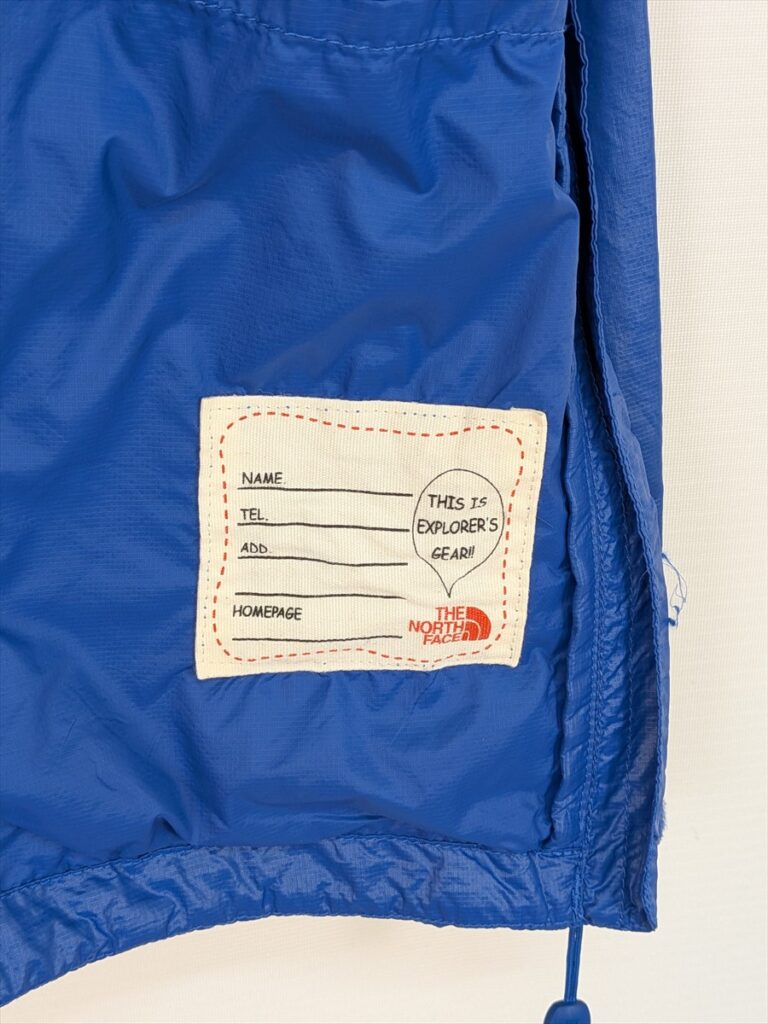 NAME.
TEL.
ADD.
HOMEPAGE
THIS IS
EXPLORER'S
GEAR!!
THE
NORTH
FACE